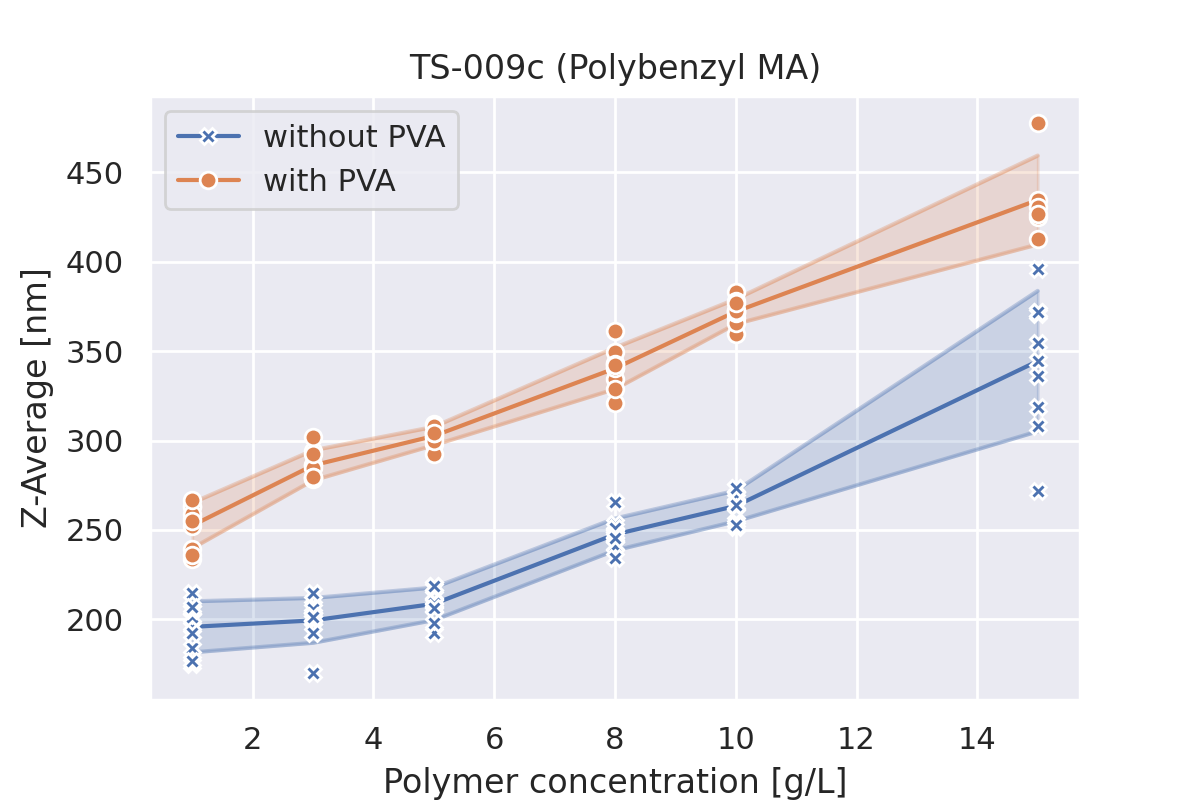 TS-009c (Polybenzyl MA)
without PVA
with PVA
Z-Average [nm]
450
400
350
300
250
200
2 4 6 8 10 12 14
Polymer concentration [g/L]